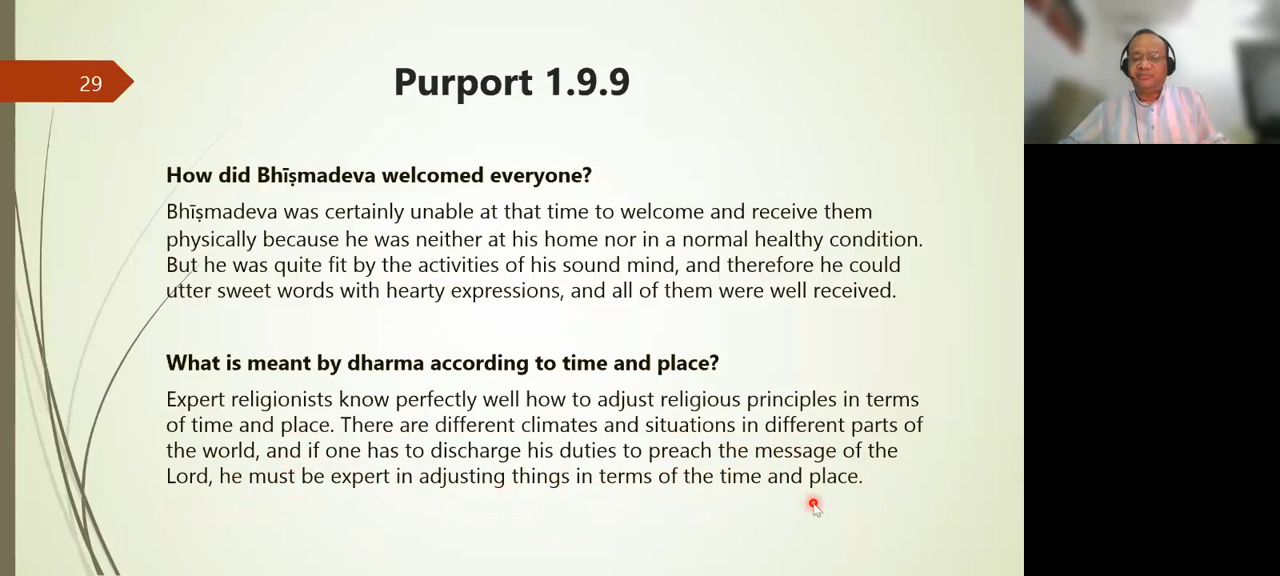 29
Purport 1.9.9
How did Bhīṣmadeva welcomed everyone?
Bhīṣmadeva was certainly unable at that time to welcome and receive them
physically because he was neither at his home nor in a normal healthy condition.
But he was quite fit by the activities of his sound mind, and therefore he could
utter sweet words with hearty expressions, and all of them were well received.
What is meant by dharma according to time and place?
Expert religionists know perfectly well how to adjust religious principles in terms
of time and place. There are different climates and situations in different parts of
the world, and if one has to discharge his duties to preach the message of the
Lord, he must be expert in adjusting things in terms of the time and place.